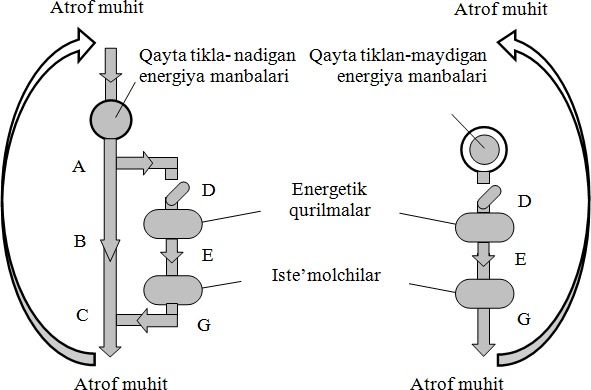 Atrof muhit
Atrof muhit
Qayta tikla- nadigan
energiya manbalari
Qayta tiklan-maydigan
energiya manbalari
A
D
D
Energetik
qurilmalar
B
E
E
Iste’molchilar
C
G
G
Atrof muhit
Atrof muhit